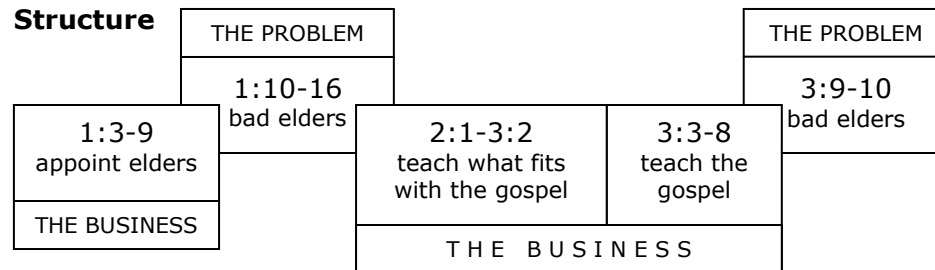 Structure
THE PROBLEM
1:10-16
bad elders
1:3-9
appoint elders
THE BUSINESS
2:1-3:2
teach what fits
with the gospel
3:3-8
teach the
gospel
THE BUSINESS
THE PROBLEM
3:9-10
bad elders